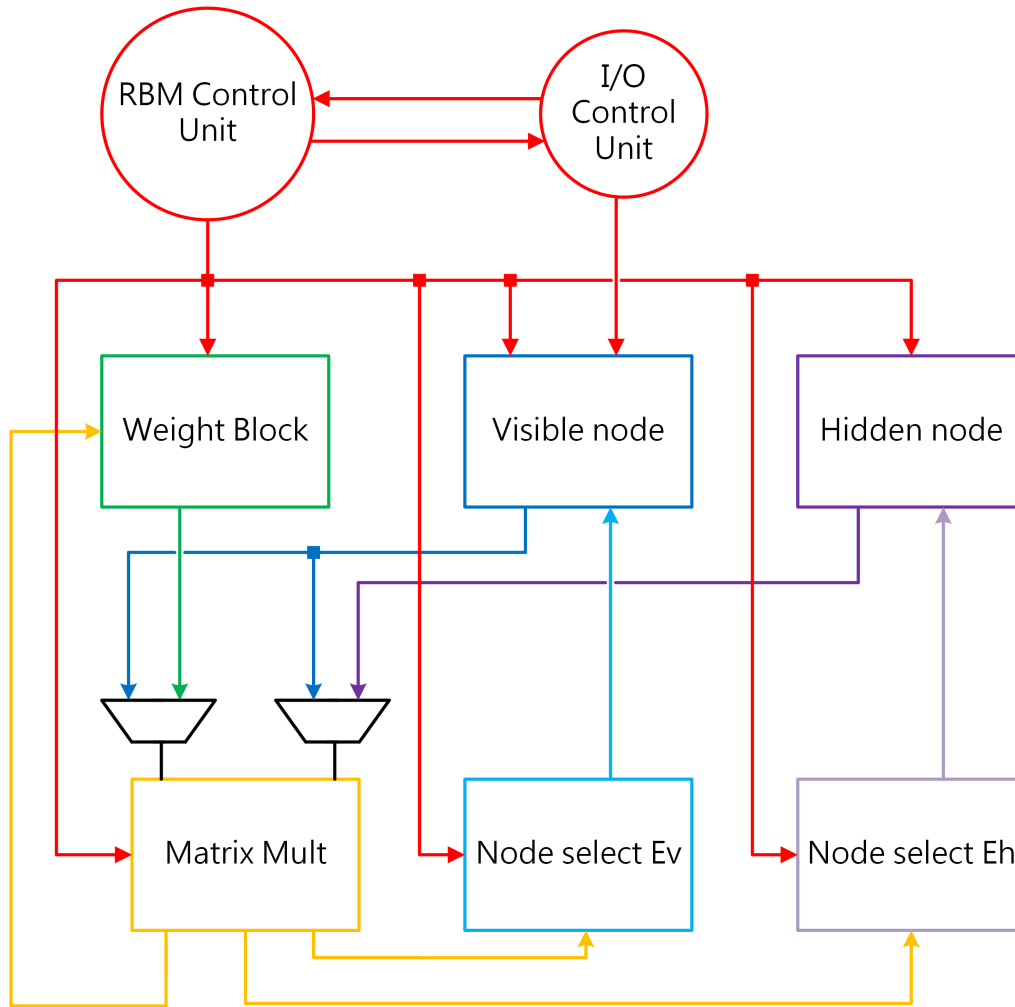 RBM Control
Unit
I/O
Control
Unit
Weight Block
Visible node
Hidden node
Matrix Mult
Node select Ev
Node select Eh